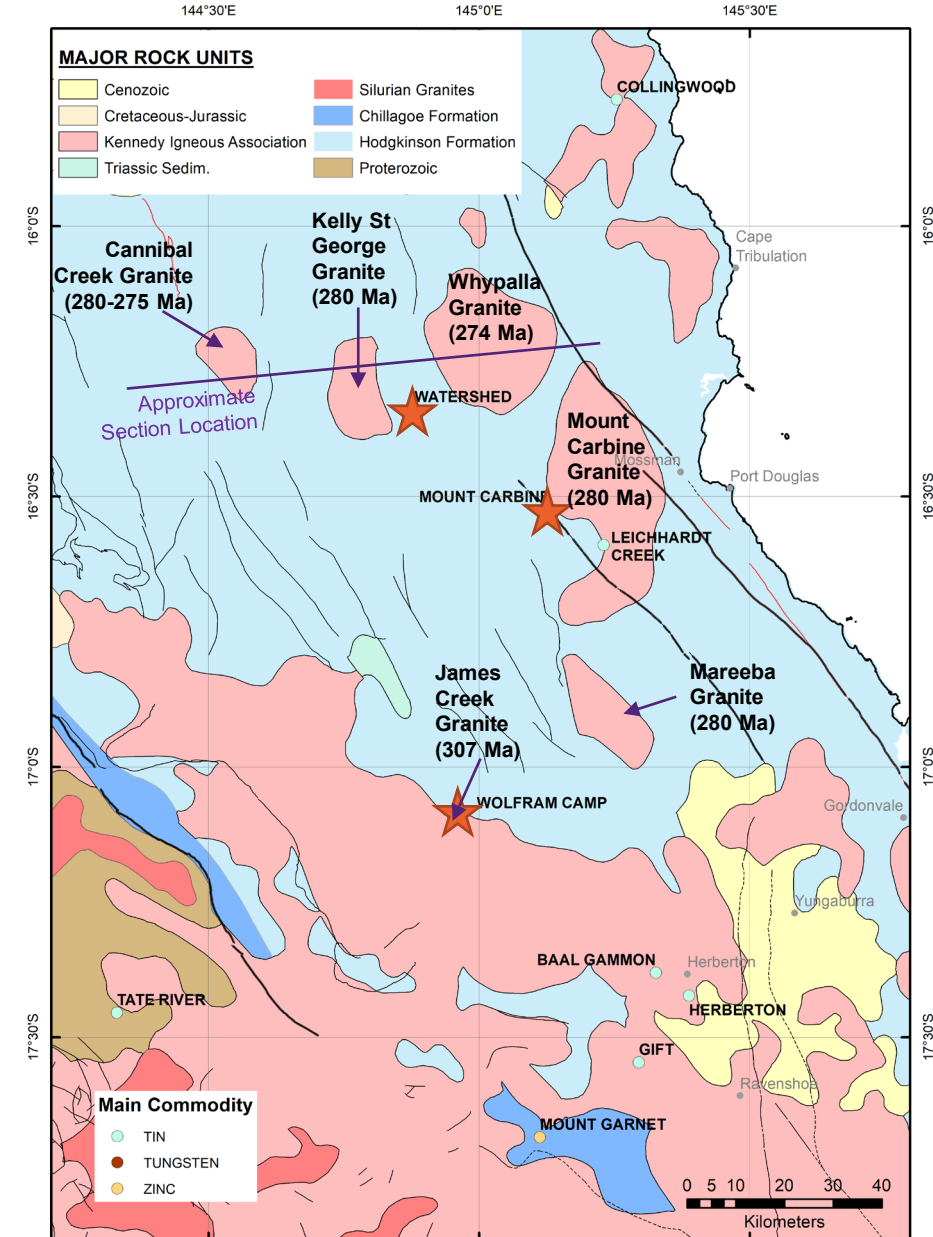 144°30'E
145°0'E
145°30'E
MAJOR ROCK UNITS
Cenozoic
Cretaceous-Jurassic
Kennedy Igneous Association
Triassic Sedim.
Silurian Granites
Chillagoe Formation
Hodgkinson Formation
Proterozoic
COLLINGWOOD
16°0'S
16°0'S
Cape
Tribulation
Cannibal
Creek Granite
(280-275 Ma)
Kelly St
George
Granite
(280 Ma)
Whypalla
Granite
(274 Ma)
Approximate
Section Location
WATERSHED
Mount
Carbine
Granite
(280 Ma)
Mossman
Port Douglas
16°30'S
16°30'S
MOUNT CARBINE
LEICHHARDT
CREEK
James
Creek
Granite
(307 Ma)
Mareeba
Granite
(280 Ma)
17°0'S
17°0'S
WOLFRAM CAMP
Gordonvale
Yungaburra
BAAL GAMMON
Herberton
HERBERTON
TATE RIVER
17°30'S
17°30'S
GIFT
Ravenshoe
MOUNT GARNET
Main Commodity
TIN
TUNGSTEN
ZINC
0 5 10 20 30 40
Kilometers